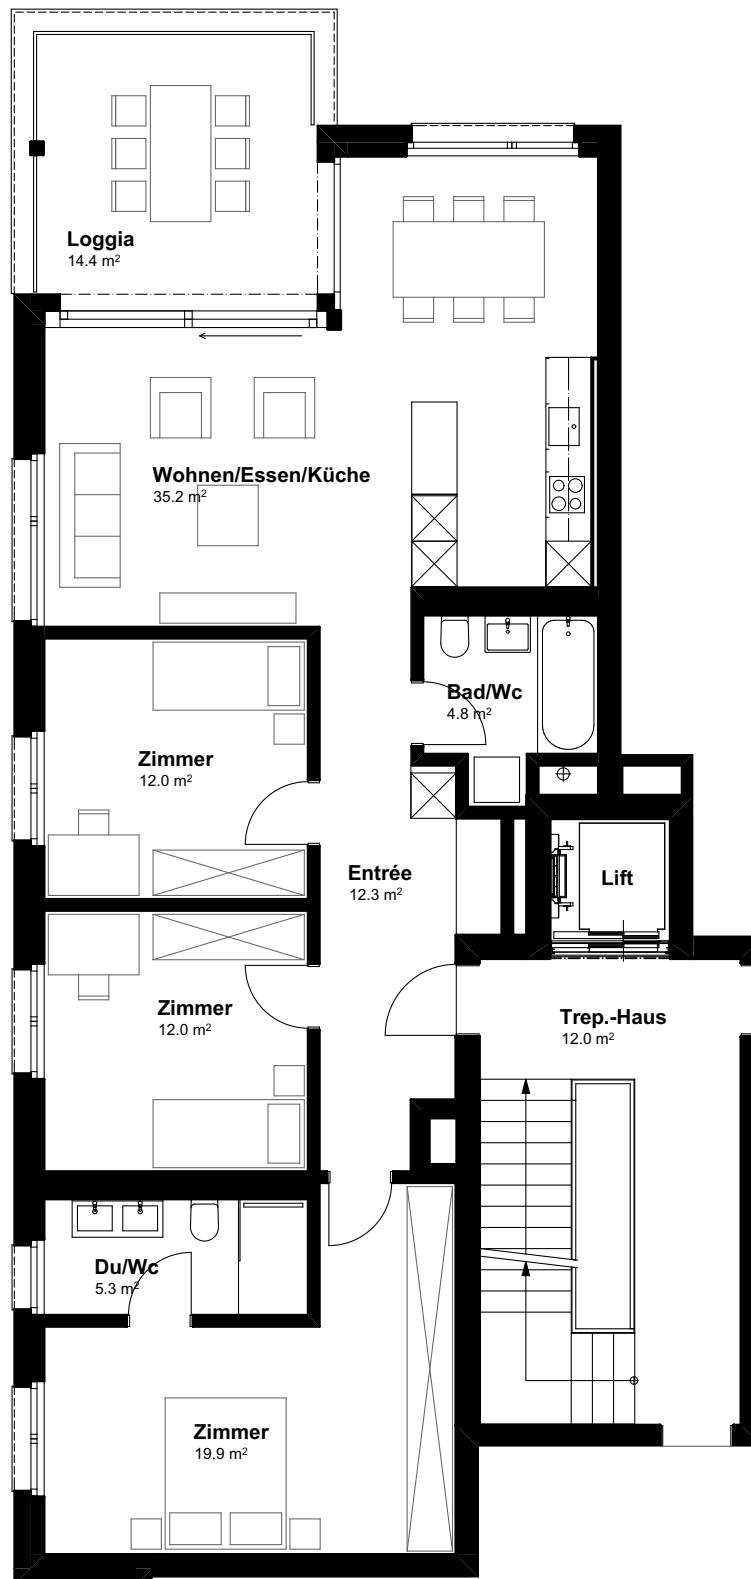 Loggia
14.4 m²
Wohnen/Essen/Küche
35.2 m²
Bad/Wc
4.8 m²
Zimmer
12.0 m²
Entrée
12.3 m²
Lift
Zimmer
12.0 m²
Trep.-Haus
12.0 m²
Du/Wc
5.3 m²
Zimmer
19.9 m²